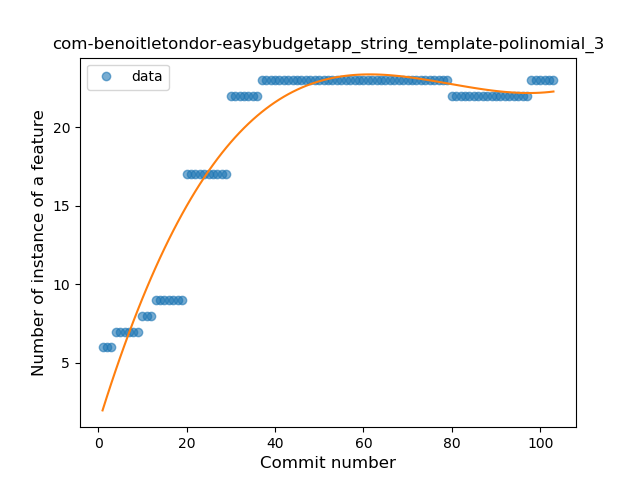 com-benoitletondor-easybudgetapp_string_template-polinomial_3
data
Number of instance of a feature
20
15
10
5
0
20
40
60
80
100
Commit number